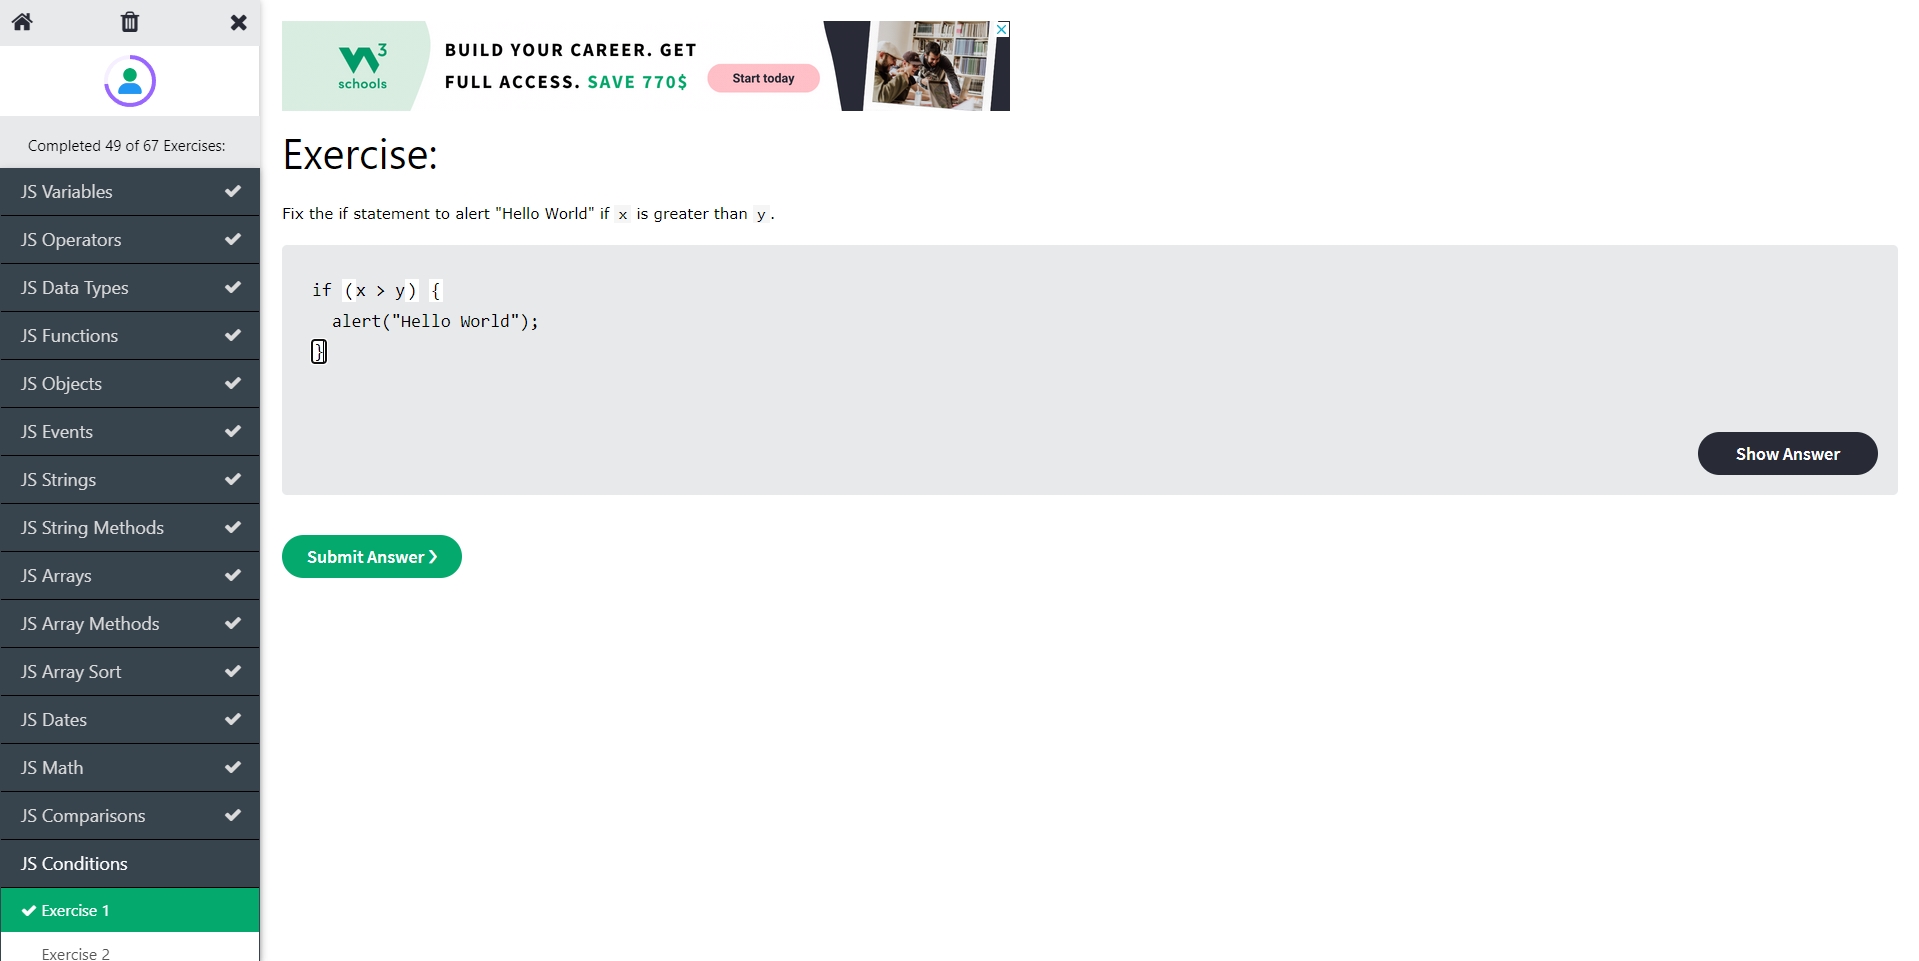 Completed 49 of 67 Exercises:
JS Variables
JS Operators
JS Data Types
JS Functions
JS Objects
JS Events
JS Strings
JS String Methods
JS Arrays
JS Array Methods
JS Array Sort
JS Dates
JS Math
JS Comparisons
JS Conditions
Exercise 1
Exercise 2
3
schools
BUILD YOUR CAREER. GET
FULL ACCESS. SAVE 770$
Start today
Exercise:
Fix the if statement to alert "Hello World" if x is greater than y.
if (x > y) {
alert("Hello World");
}
Show Answer
Submit Answer ❯